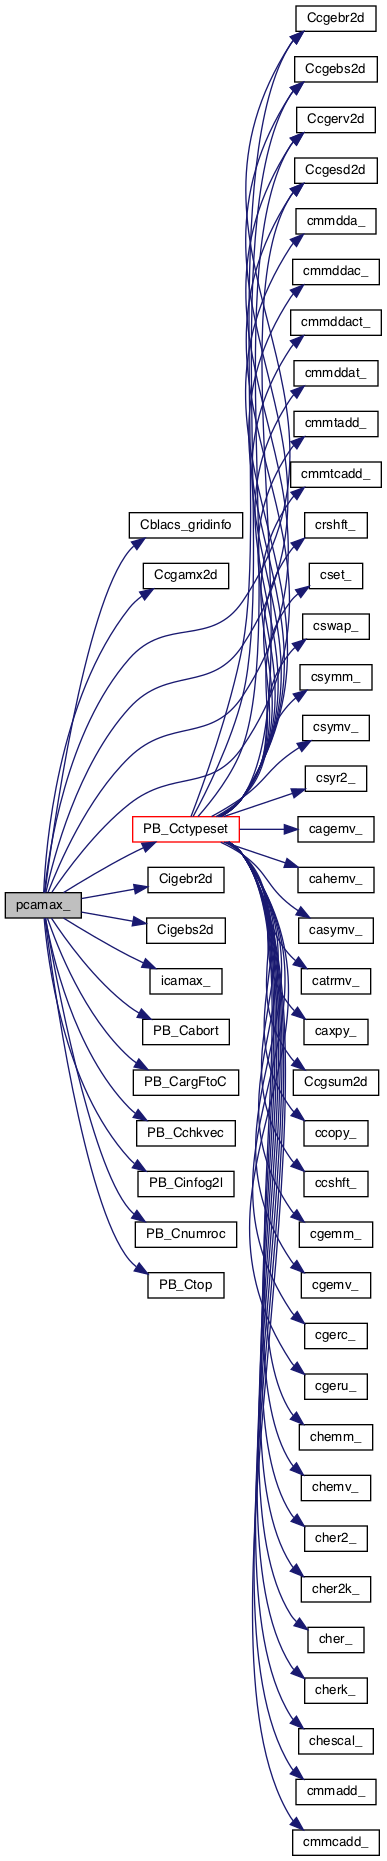 pcamax_
Cblacs_gridinfo
Ccgamx2d
PB_Cctypeset
Cigebr2d
Cigebs2d
icamax_
PB_Cabort
PB_CargFtoC
PB_Cchkvec
PB_Cinfog2l
PB_Cnumroc
PB_Ctop
Ccgebr2d
Ccgebs2d
Ccgerv2d
Ccgesd2d
cmmdda_
cmmddac_
cmmddact_
cmmddat_
cmmtadd_
cmmtcadd_
crshft_
cset_
cswap_
csymm_
csymv_
csyr2_
cagemv_
cahemv_
casymv_
catrmv_
caxpy_
Ccgsum2d
ccopy_
ccshft_
cgemm_
cgemv_
cgerc_
cgeru_
chemm_
chemv_
cher2_
cher2k_
cher_
cherk_
chescal_
cmmadd_
cmmcadd_